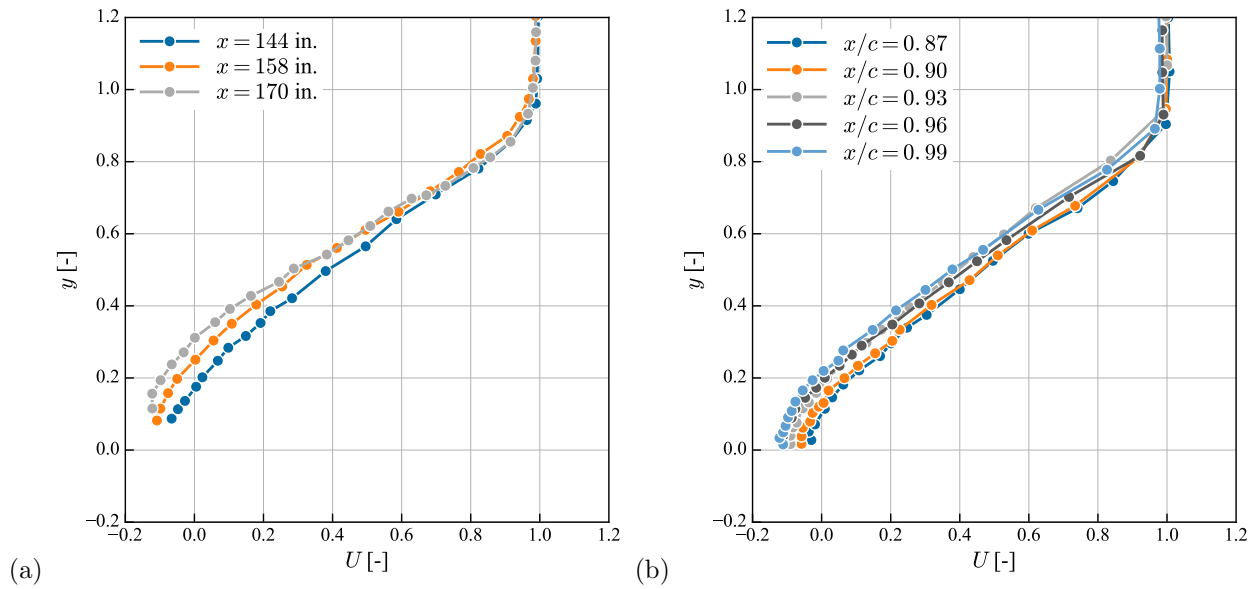 1.2
1.0
0.8
0.6
0.4
0.2
0.0
−0.2
y [-]
x = 144 in.
x = 158 in.
x = 170 in.
−0.2 0.0 0.2 0.4 0.6 0.8 1.0 1.2
U [-]
(a)
1.2
1.0
0.8
0.6
0.4
0.2
0.0
−0.2
y [-]
x/c = 0.87
x/c = 0.90
x/c = 0.93
x/c = 0.96
x/c = 0.99
−0.2 0.0 0.2 0.4 0.6 0.8 1.0 1.2
U [-]
(b)